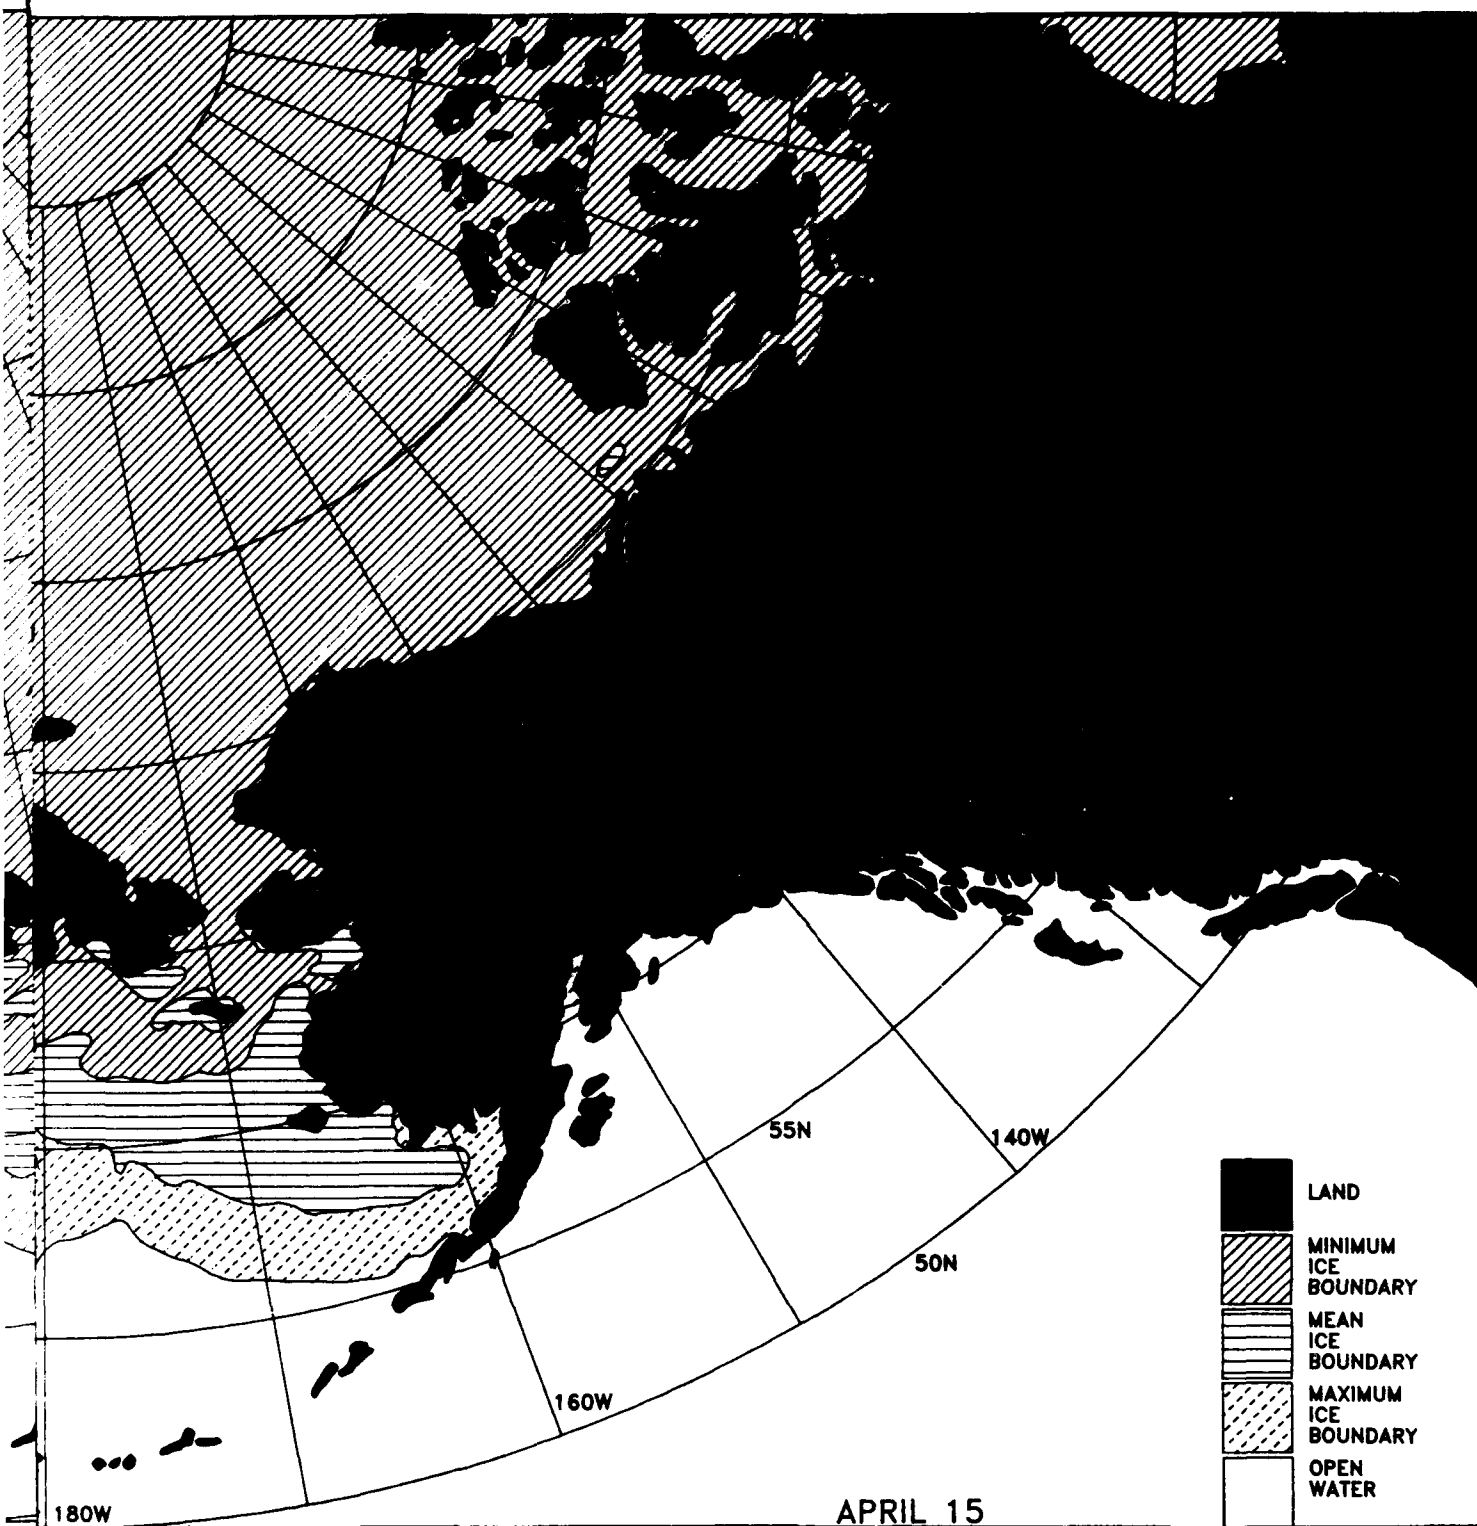 55N
140W
50N
160W
180W
APRIL 15
LAND
MINIMUM
ICE
BOUNDARY
MEAN
ICE
BOUNDARY
MAXIMUM
ICE
BOUNDARY
OPEN
WATER